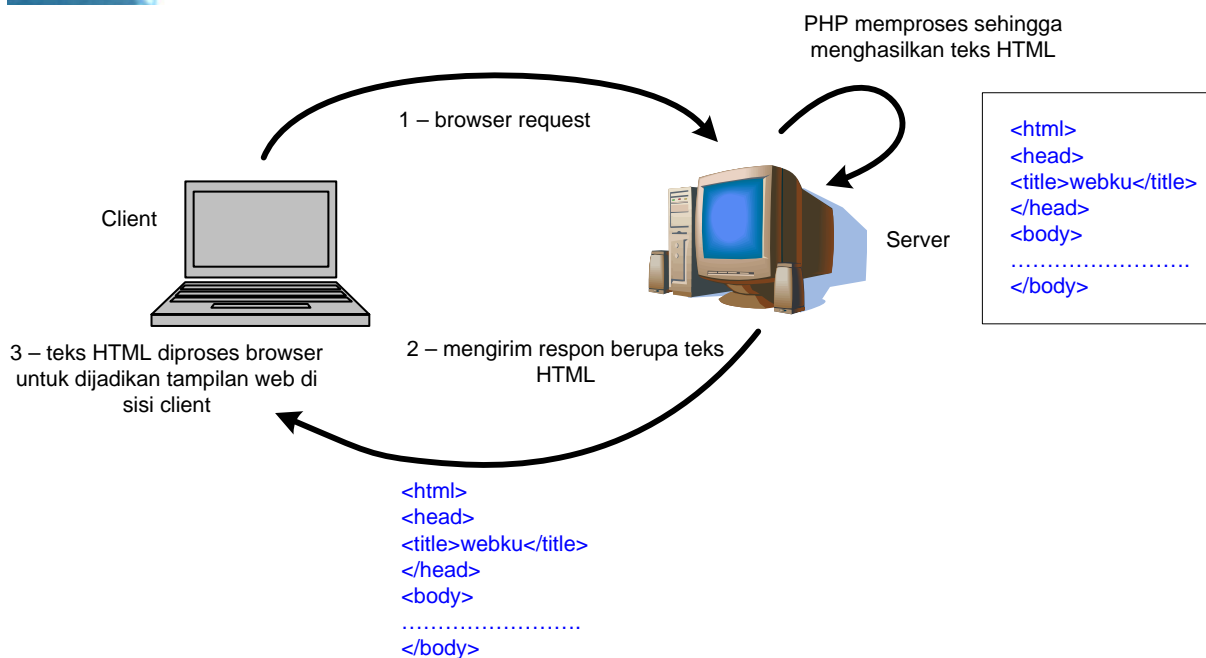 PHP memproses sehingga
menghasilkan teks HTML
1 – browser request
<html>
<head>
<title>webku</title>
</head>
<body>
…………………….
</body>
Client
Server
3 – teks HTML diproses browser
untuk dijadikan tampilan web di
sisi client
2 – mengirim respon berupa teks
HTML
<html>
<head>
<title>webku</title>
</head>
<body>
…………………….
</body>